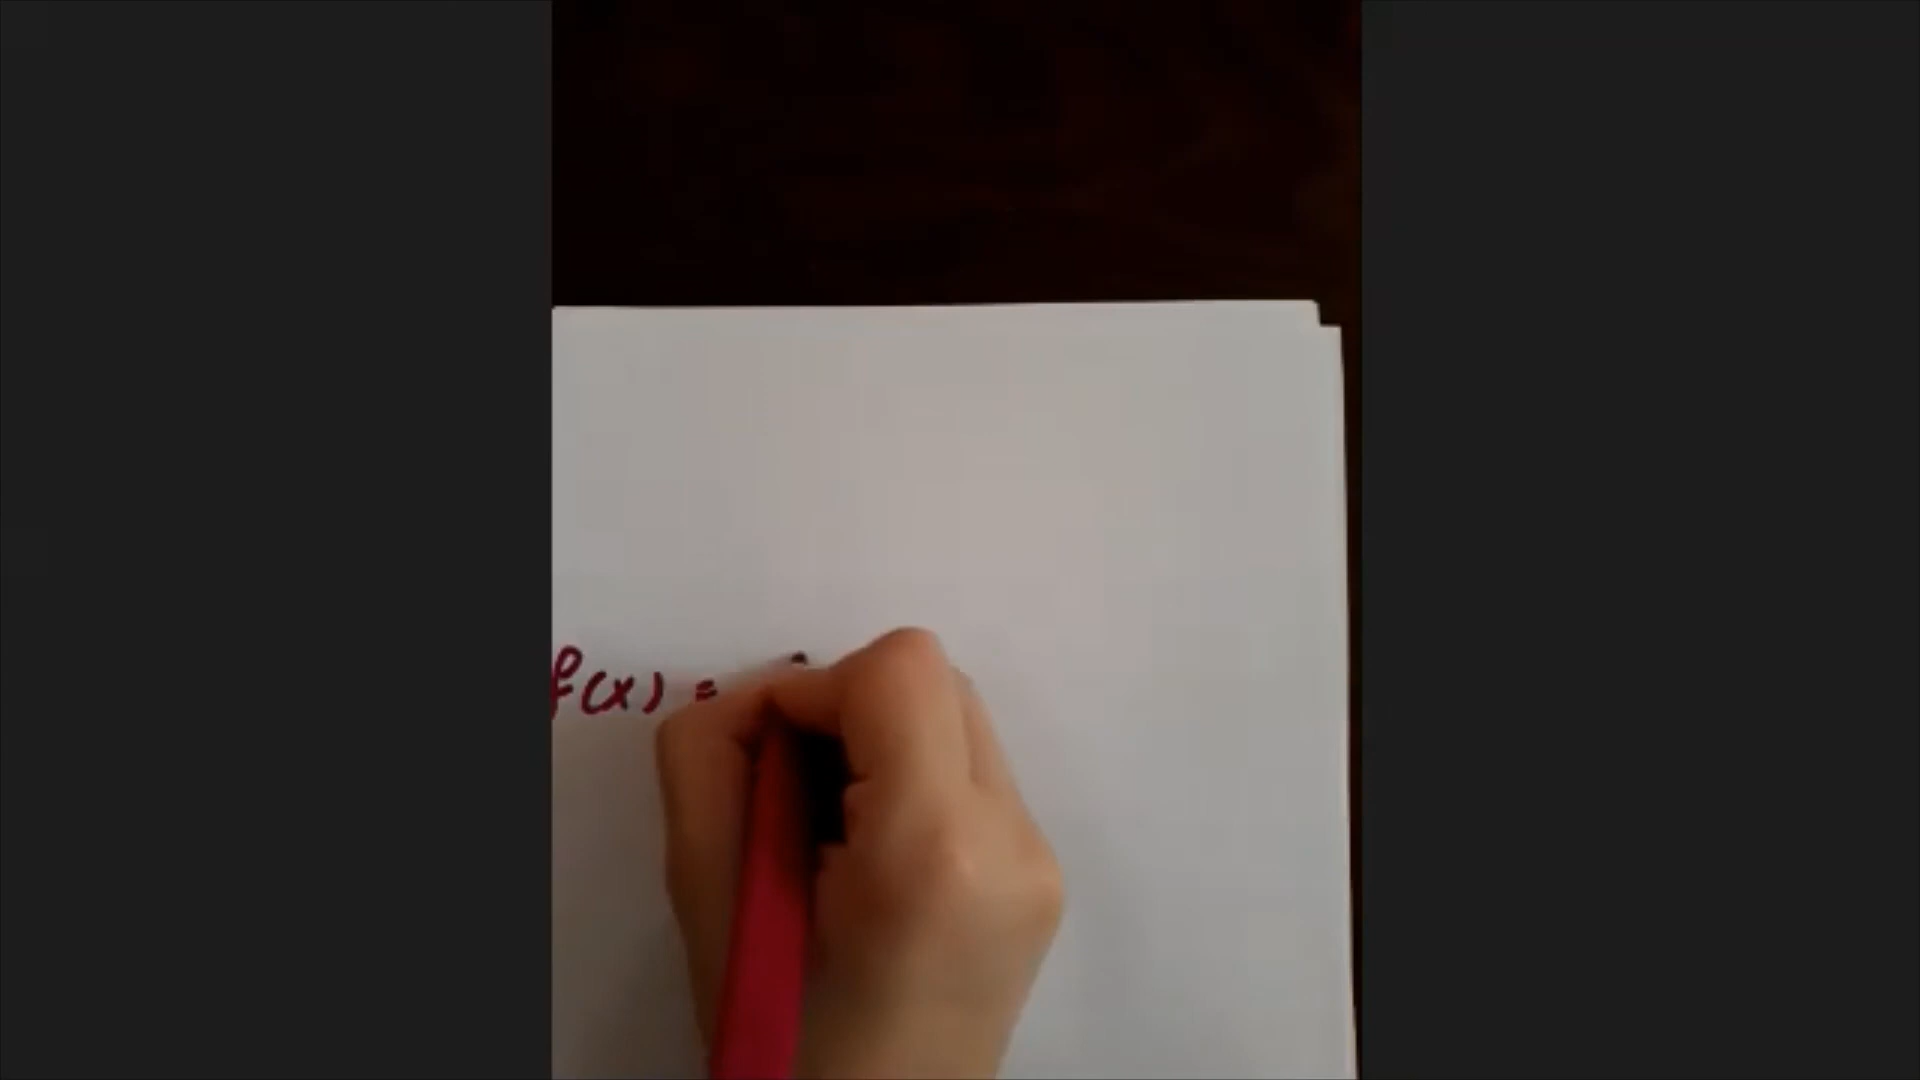 f(x) =